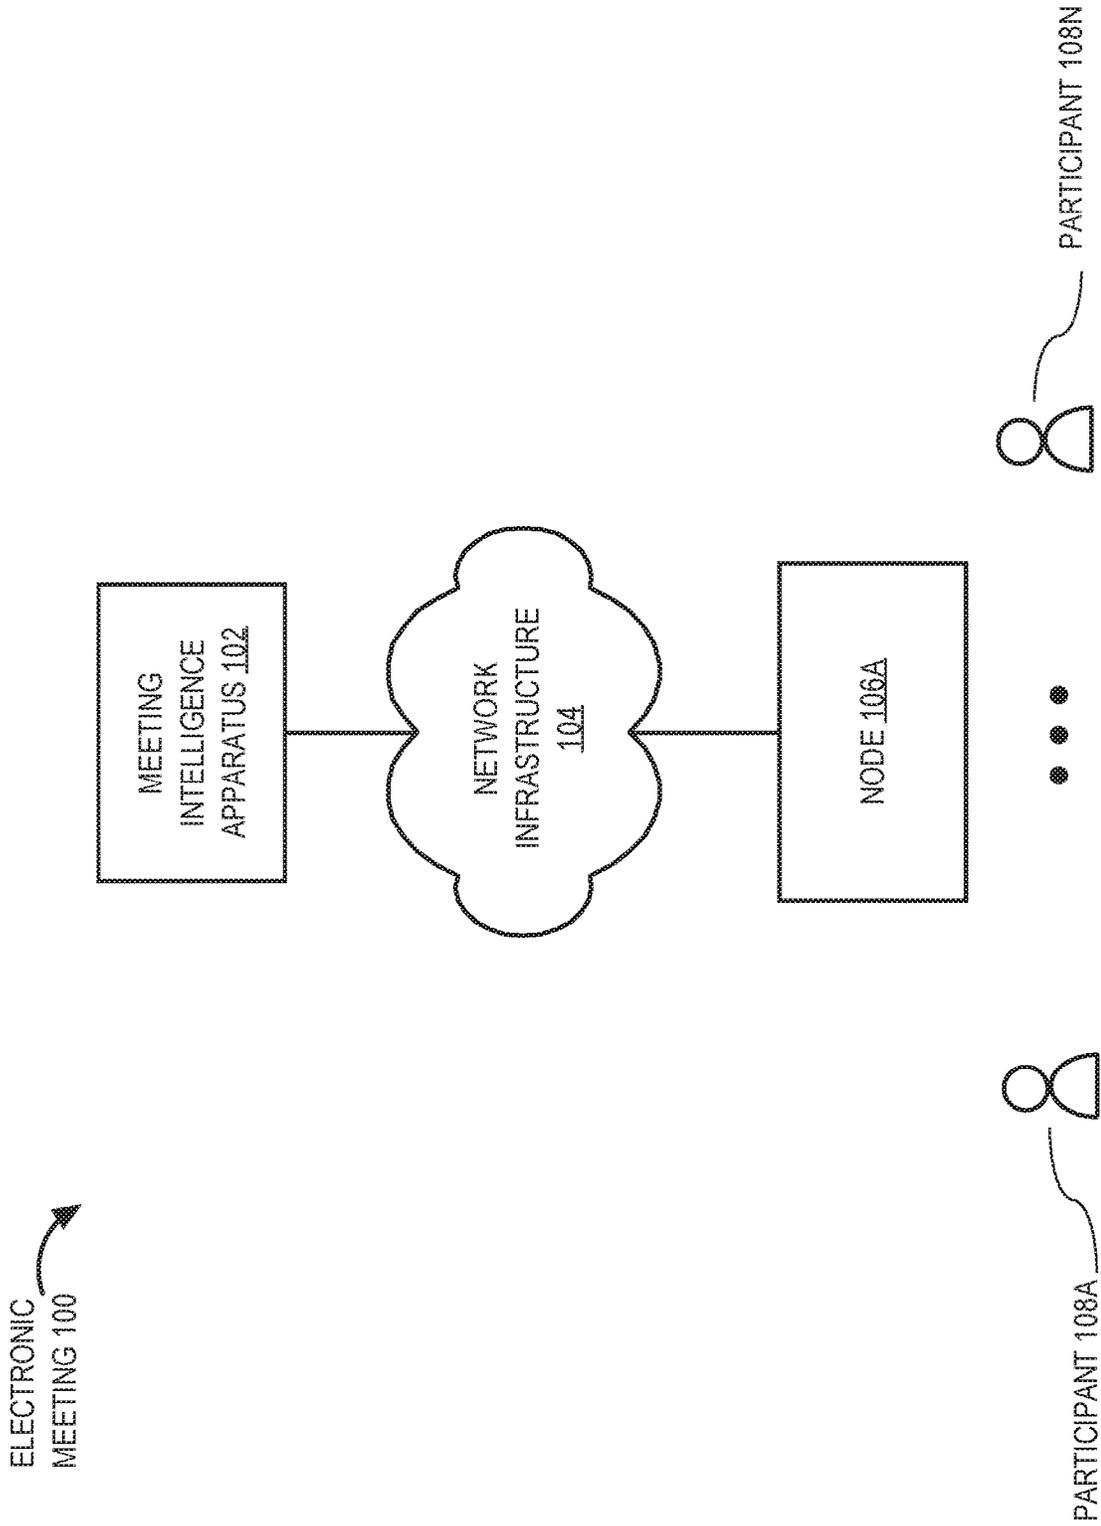 ELECTRONIC
MEETING 100
MEETING
INTELLIGENCE
APPARATUS 102
NETWORK
INFRASTRUCTURE
104
NODE 106A
PARTICIPANT 108A
PARTICIPANT 108N